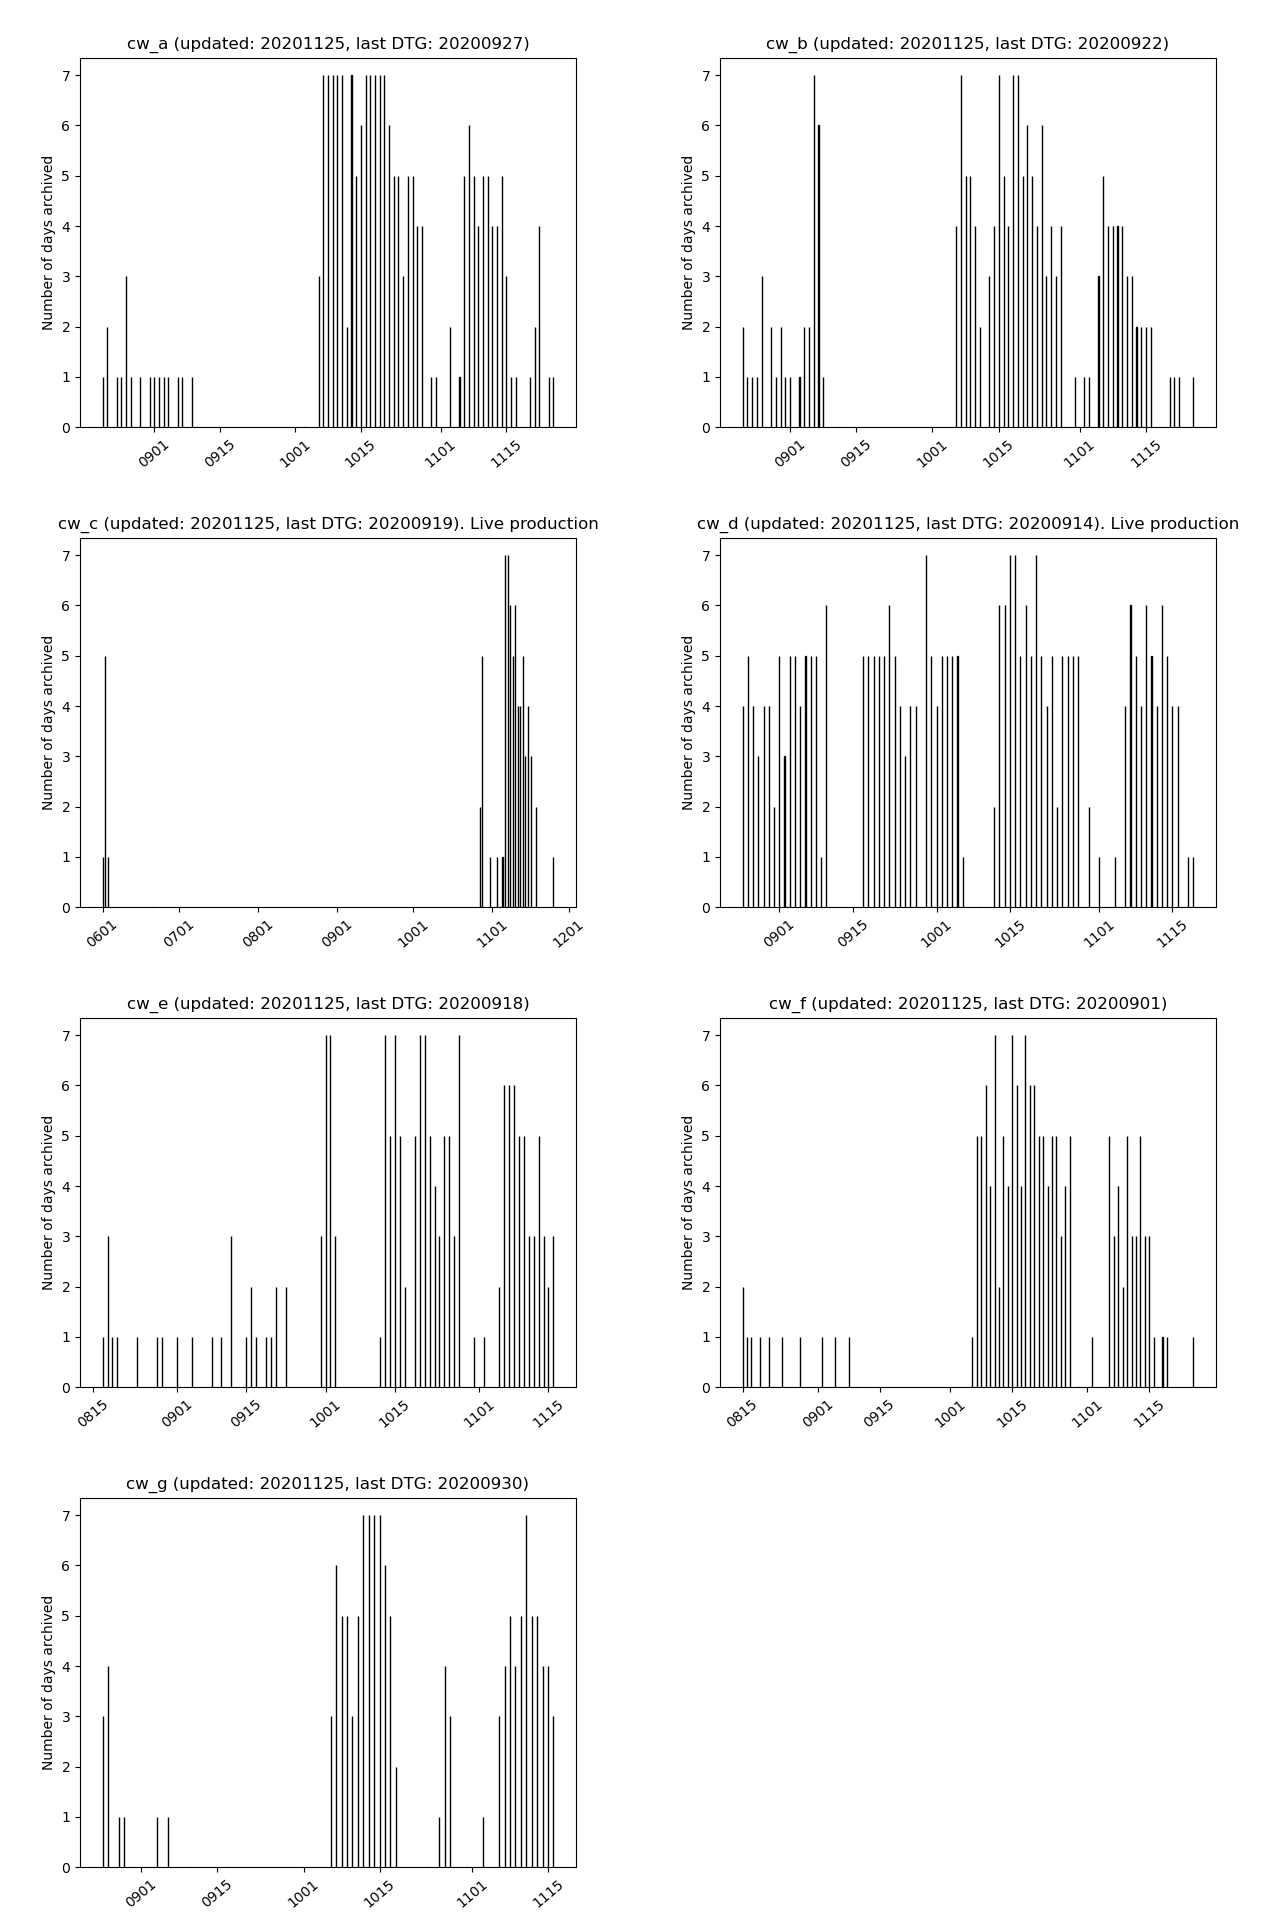 cw_a (updated: 20201125, last DTG: 20200927)
Number of days archived
7
6
5
4
3
2
1
0
0901 0915 1001 1015 1101 1115
cw_b (updated: 20201125, last DTG: 20200922)
Number of days archived
7
6
5
4
3
2
1
0
0901 0915 1001 1015 1101 1115
cw_c (updated: 20201125, last DTG: 20200919). Live production
Number of days archived
7
6
5
4
3
2
1
0
0601 0701 0801 0901 1001 1101 1201
cw_d (updated: 20201125, last DTG: 20200914). Live production
Number of days archived
7
6
5
4
3
2
1
0
0901 0915 1001 1015 1101 1115
cw_e (updated: 20201125, last DTG: 20200918)
Number of days archived
7
6
5
4
3
2
1
0
0815 0901 0915 1001 1015 1101 1115
cw_f (updated: 20201125, last DTG: 20200901)
Number of days archived
7
6
5
4
3
2
1
0
0815 0901 0915 1001 1015 1101 1115
cw_g (updated: 20201125, last DTG: 20200930)
Number of days archived
7
6
5
4
3
2
1
0
0901 0915 1001 1015 1101 1115